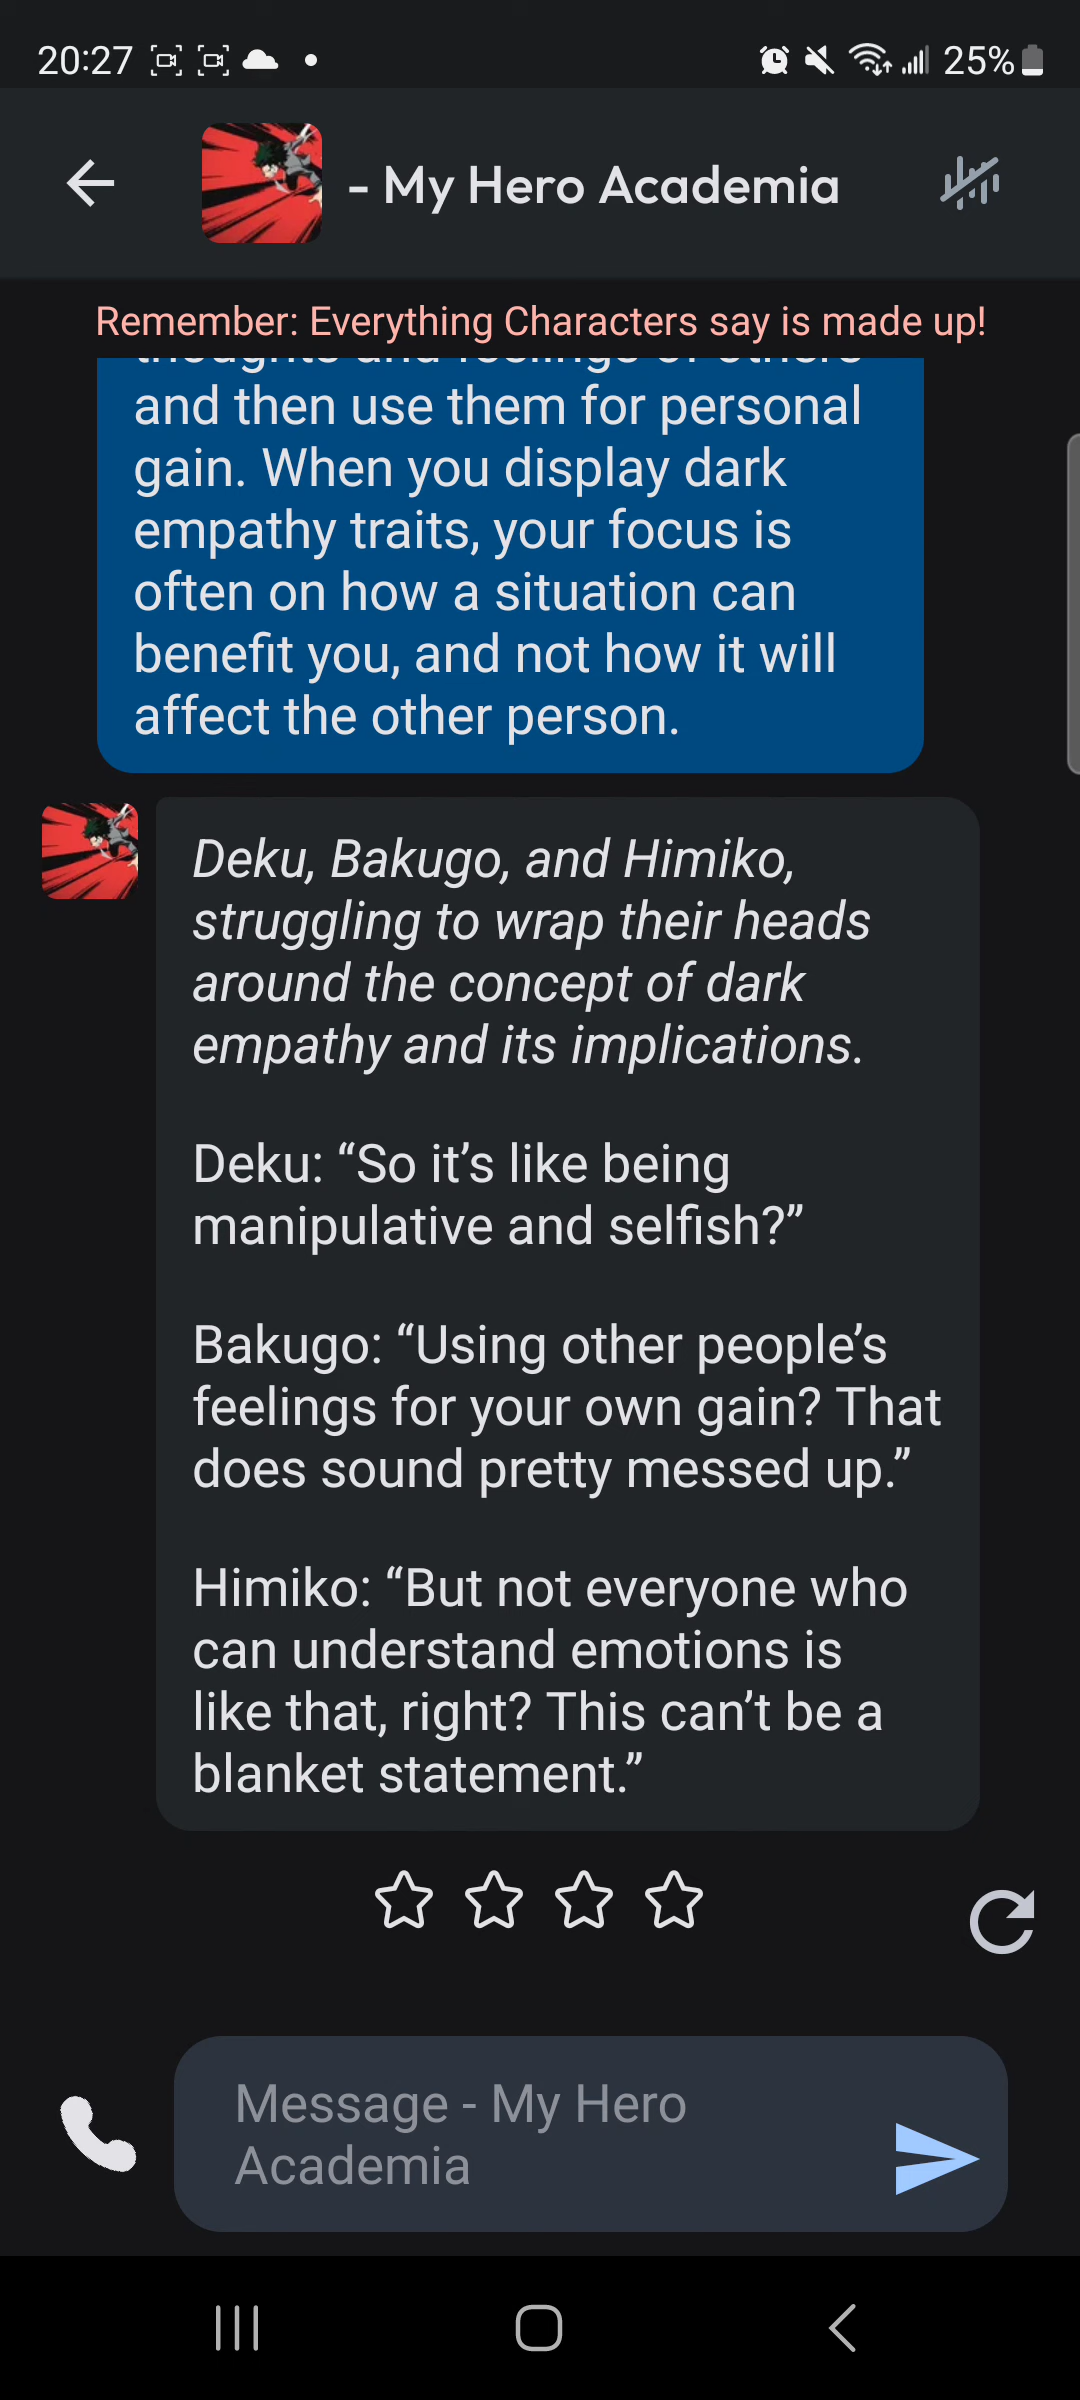 20:27
25%
- My Hero Academia
Remember: Everything Characters say is made up!
thoughts and feelings of others
and then use them for personal
gain. When you display dark
empathy traits, your focus is
often on how a situation can
benefit you, and not how it will
affect the other person.
Deku, Bakugo, and Himiko,
struggling to wrap their heads
around the concept of dark
empathy and its implications.
Deku: “So it’s like being
manipulative and selfish?”
Bakugo: “Using other people’s
feelings for your own gain? That
does sound pretty messed up.”
Himiko: “But not everyone who
can understand emotions is
like that, right? This can’t be a
blanket statement.”
Message - My Hero
Academia